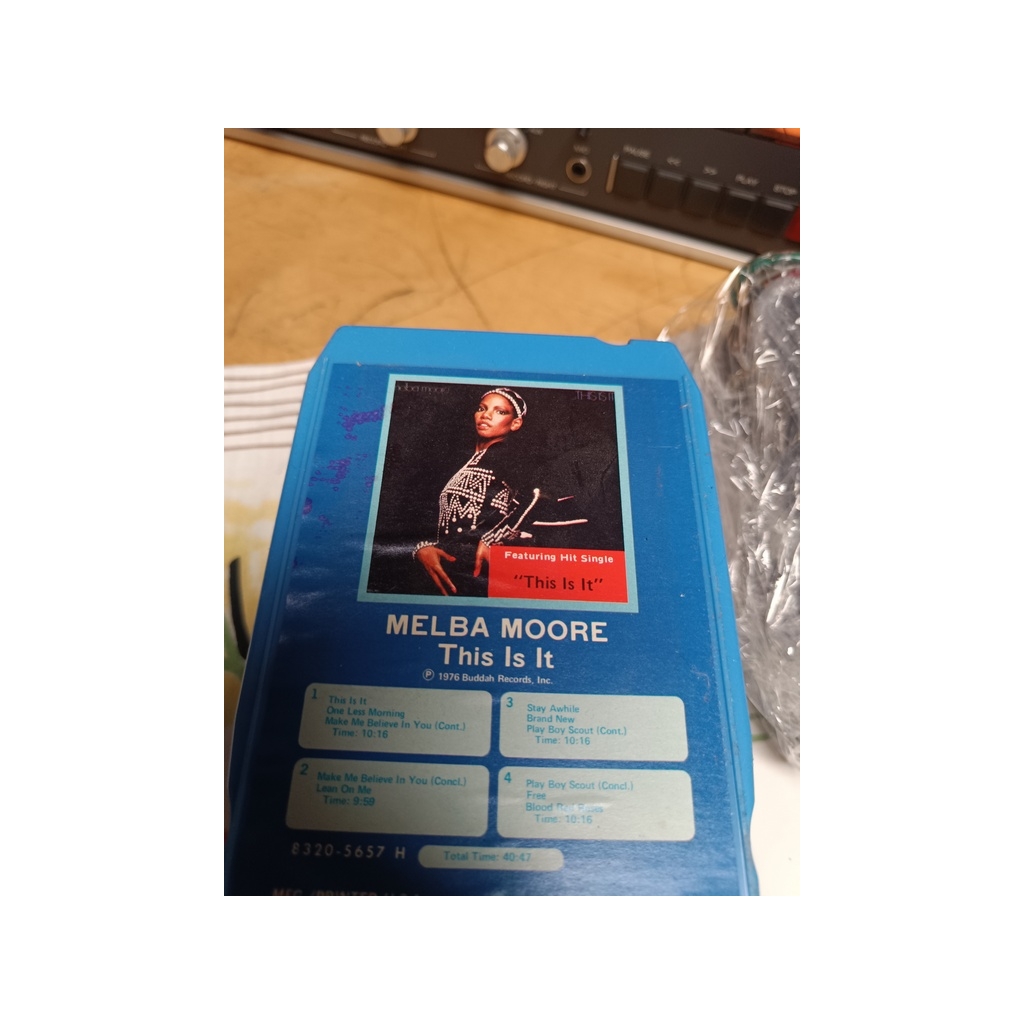 PAUSE
<<
>>
PLAY
STOP
melba moore
THIS IS IT
Featuring Hit Single
"This Is It"
MELBA MOORE
This Is It
Ⓟ 1976 Buddah Records, Inc.
1 This Is It
One Less Morning
Make Me Believe In You (Cont.)
Time: 10:16
2 Make Me Believe In You (Concl.)
Lean On Me
Time: 9:59
3 Stay Awhile
Brand New
Play Boy Scout (Cont.)
Time: 10:16
4 Play Boy Scout (Concl.)
Free
Blood Red Roses
Time: 10:16
8320-5657 H
Total Time: 40:47